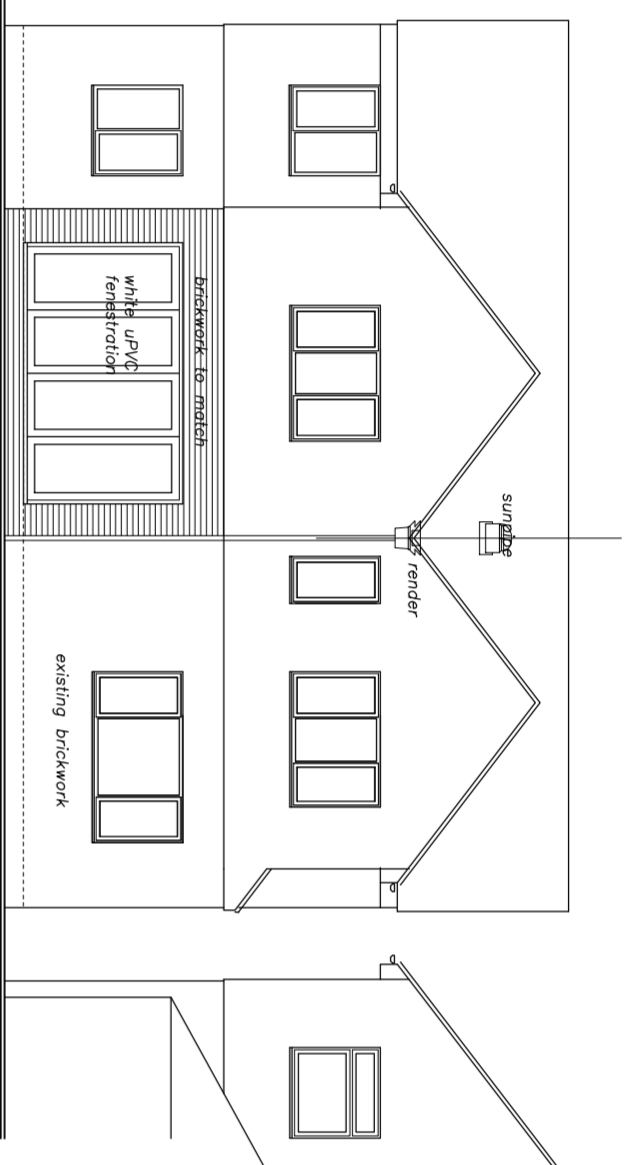 sunpipe
render
brickwork to match
white uPVC
fenestration
existing brickwork